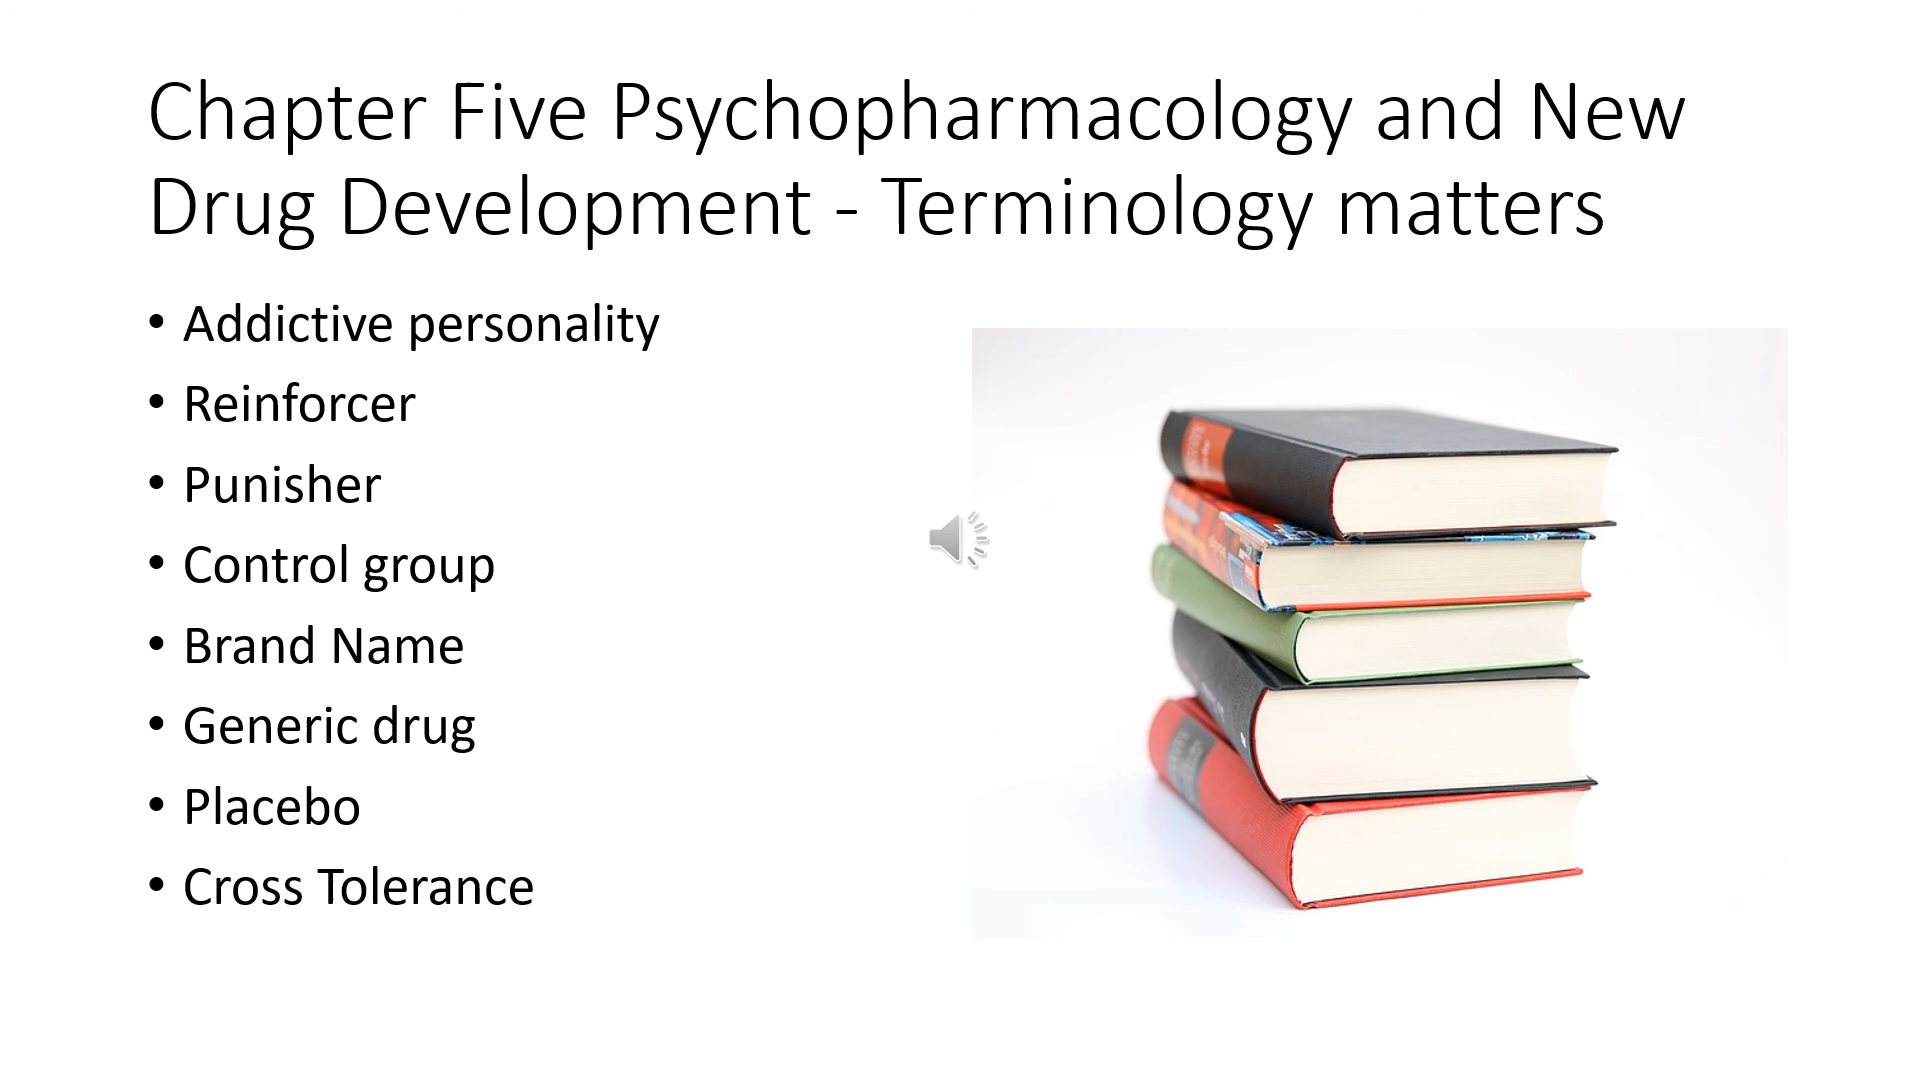 Chapter Five Psychopharmacology and New
Drug Development - Terminology matters
• Addictive personality
• Reinforcer
• Punisher
• Control group
• Brand Name
• Generic drug
• Placebo
• Cross Tolerance